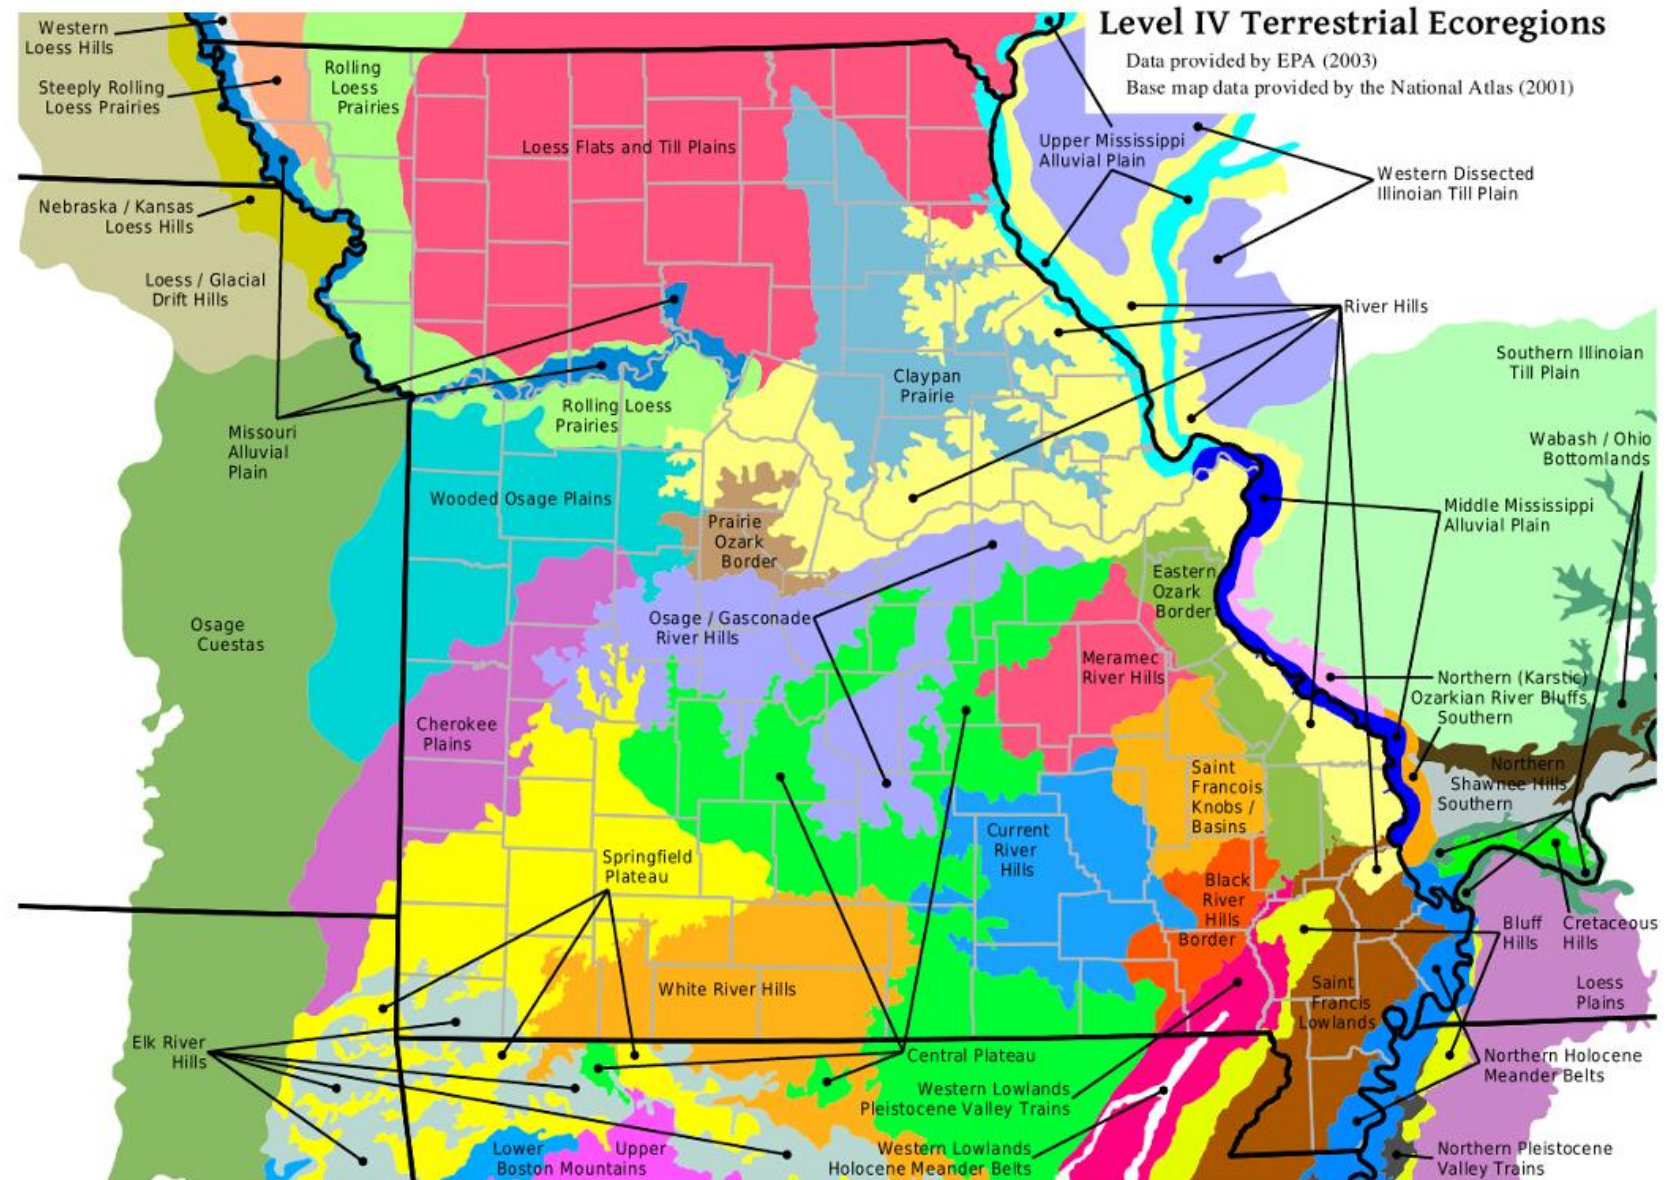 Level IV Terrestrial Ecoregions
Data provided by EPA (2003)
Base map data provided by the National Atlas (2001)
Western
Loess Hills
Steeply Rolling
Loess Prairies
Rolling
Loess
Prairies
Loess Flats and Till Plains
Upper Mississippi
Alluvial Plain
Western Dissected
Illinoian Till Plain
Nebraska / Kansas
Loess Hills
Loess / Glacial
Drift Hills
River Hills
Southern Illinoian
Till Plain
Claypan
Prairie
Rolling Loess
Prairies
Missouri
Alluvial
Plain
Wabash / Ohio
Bottomlands
Wooded Osage Plains
Middle Mississippi
Alluvial Plain
Prairie
Ozark
Border
Eastern
Ozark
Border
Osage
Cuestas
Osage / Gasconade
River Hills
Meramec
River Hills
Northern (Karstic)
Ozarkian River Bluffs
Southern
Cherokee
Plains
Northern
Shawnee Hills
Southern
Saint
Francois
Knobs /
Basins
Current
River
Hills
Springfield
Plateau
Black
River
Hills
Border
Bluff
Hills
Cretaceous
Hills
White River Hills
Saint
Francis
Lowlands
Loess
Plains
Elk River
Hills
Central Plateau
Northern Holocene
Meander Belts
Western Lowlands
Pleistocene Valley Trains
Western Lowlands
Holocene Meander Belts
Lower
Upper
Boston Mountains
Northern Pleistocene
Valley Trains